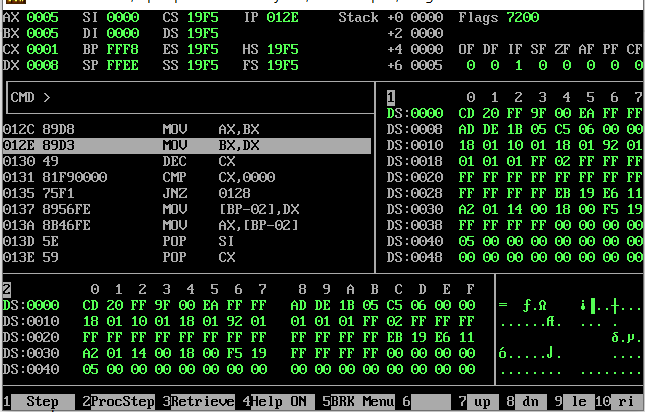 AX 0005 SI 0000 CS 19F5 IP 012E Stack +0 0000 Flags 7200
BX 0005 DI 0000 DS 19F5 +2 0000
CX 0001 BP FFF8 ES 19F5 HS 19F5 +4 0000 OF DF IF SF ZF AF PF CF
DX 0008 SP FFEE SS 19F5 FS 19F5 +6 0005 0 0 1 0 0 0 0 0
CMD >
012C 89D8 MOV AX,BX
012E 89D3 MOV BX,DX
0130 49 DEC CX
0131 81F90000 CMP CX,0000
0135 75F1 JNZ 0128
0137 8956FE MOV [BP-02],DX
013A 8B46FE MOV AX,[BP-02]
013D 5E POP SI
013E 59 POP CX
1 0 1 2 3 4 5 6 7
DS:0000 CD 20 FF 9F 00 EA FF FF
DS:0008 AD DE 1B 05 C5 06 00 00
DS:0010 18 01 10 01 18 01 92 01
DS:0018 01 01 01 FF 02 FF FF FF
DS:0020 FF FF FF FF FF FF FF FF
DS:0028 FF FF FF FF EB 19 E6 11
DS:0030 A2 01 14 00 18 00 F5 19
DS:0038 FF FF FF FF 00 00 00 00
DS:0040 05 00 00 00 00 00 00 00
DS:0048 00 00 00 00 00 00 00 00
2 0 1 2 3 4 5 6 7 8 9 A B C D E F
DS:0000 CD 20 FF 9F 00 EA FF FF AD DE 1B 05 C5 06 00 00
DS:0010 18 01 10 01 18 01 92 01 01 01 01 FF 02 FF FF FF
DS:0020 FF FF FF FF FF FF FF FF FF FF FF FF EB 19 E6 11
DS:0030 A2 01 14 00 18 00 F5 19 FF FF FF FF 00 00 00 00
DS:0040 05 00 00 00 00 00 00 00 00 00 00 00 00 00 00 00
= ƒ.Ω ¡▐..┼...
......ff. ... .
δ.µ.
ó.....⌡. ....
........ ........
1 Step 2ProcStep 3Retrieve 4Help ON 5BRK Menu 6 7 up 8 dn 9 le 10 ri